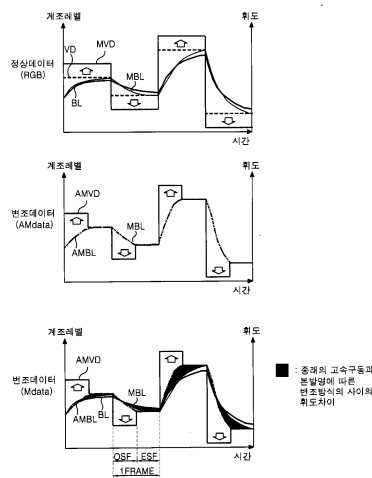 계조레벨
휘도
정상데이터
(RGB)
VD
MVD
MBL
BL
시간
계조레벨
휘도
변조데이터
(AMdata)
AMVD
MBL
AMBL
시간
계조레벨
휘도
변조데이터
(Mdata)
AMVD
MBL
BL
AMBL
시간
OSF
ESF
1FRAME
: 종래의 고속구동과
본발명에 따른
변조방식의 사이의
휘도차이